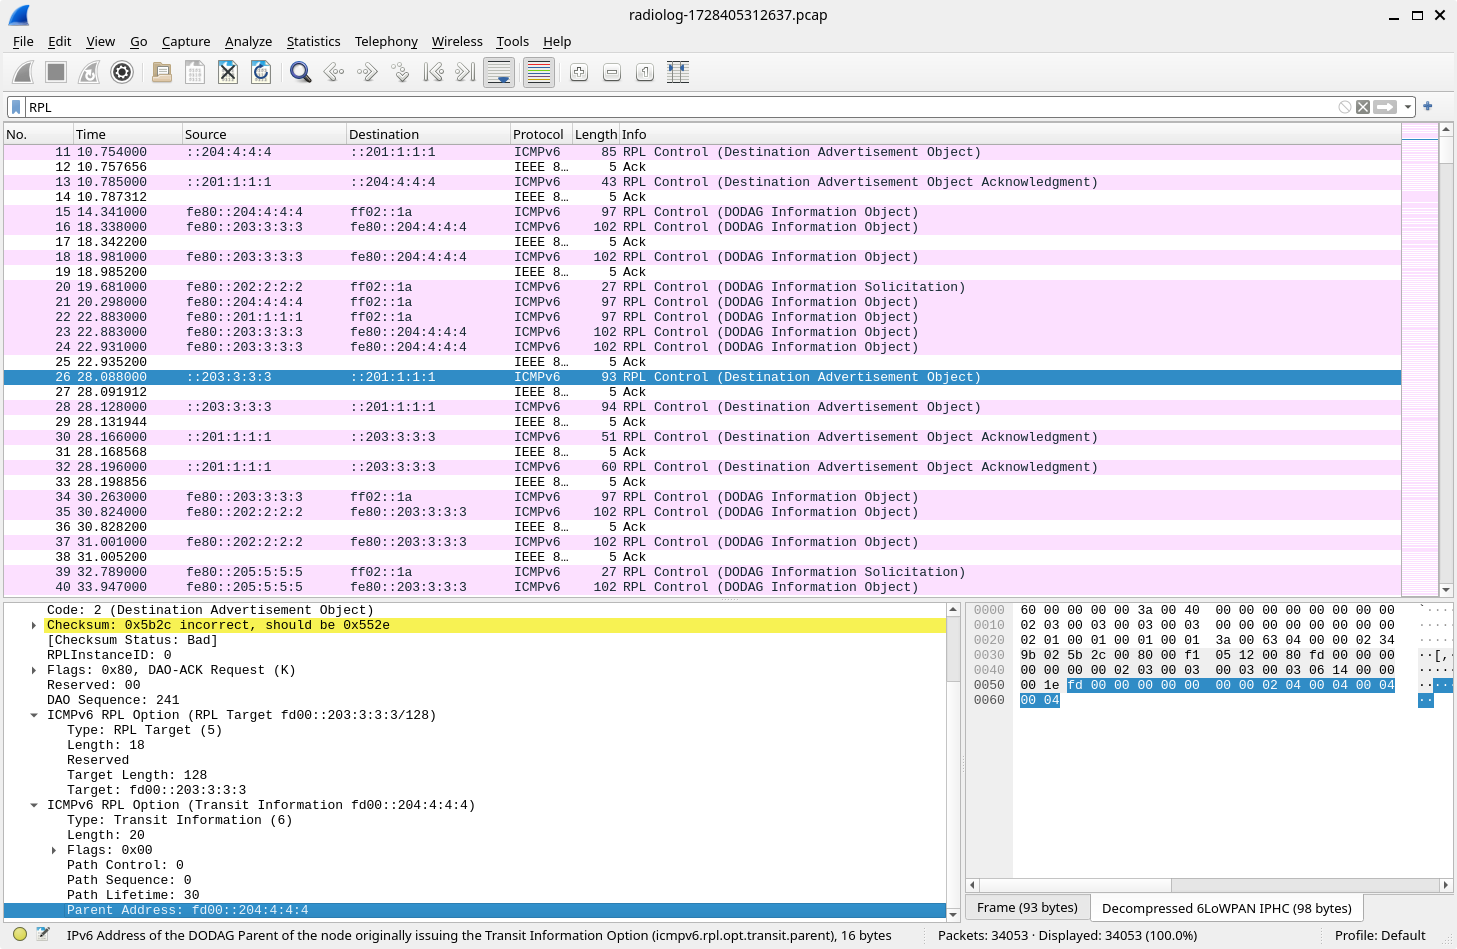 radiolog-1728405312637.pcap
File Edit View Go Capture Analyze Statistics Telephony Wireless Tools Help
RPL
No. Time Source Destination Protocol Length Info
11 10.754000 ::204:4:4:4 ::201:1:1:1 ICMPv6 85 RPL Control (Destination Advertisement Object)
12 10.757656 IEEE 8… 5 Ack
13 10.785000 ::201:1:1:1 ::204:4:4:4 ICMPv6 43 RPL Control (Destination Advertisement Object Acknowledgment)
14 10.787312 IEEE 8… 5 Ack
15 14.341000 fe80::204:4:4:4 ff02::1a ICMPv6 97 RPL Control (DODAG Information Object)
16 18.338000 fe80::203:3:3:3 fe80::204:4:4:4 ICMPv6 102 RPL Control (DODAG Information Object)
17 18.342200 IEEE 8… 5 Ack
18 18.981000 fe80::203:3:3:3 fe80::204:4:4:4 ICMPv6 102 RPL Control (DODAG Information Object)
19 18.985200 IEEE 8… 5 Ack
20 19.681000 fe80::202:2:2:2 ff02::1a ICMPv6 27 RPL Control (DODAG Information Solicitation)
21 20.298000 fe80::204:4:4:4 ff02::1a ICMPv6 97 RPL Control (DODAG Information Object)
22 22.883000 fe80::201:1:1:1 ff02::1a ICMPv6 97 RPL Control (DODAG Information Object)
23 22.883000 fe80::203:3:3:3 fe80::204:4:4:4 ICMPv6 102 RPL Control (DODAG Information Object)
24 22.931000 fe80::203:3:3:3 fe80::204:4:4:4 ICMPv6 102 RPL Control (DODAG Information Object)
25 22.935200 IEEE 8… 5 Ack
26 28.088000 ::203:3:3:3 ::201:1:1:1 ICMPv6 93 RPL Control (Destination Advertisement Object)
27 28.091912 IEEE 8… 5 Ack
28 28.128000 ::203:3:3:3 ::201:1:1:1 ICMPv6 94 RPL Control (Destination Advertisement Object)
29 28.131944 IEEE 8… 5 Ack
30 28.166000 ::201:1:1:1 ::203:3:3:3 ICMPv6 51 RPL Control (Destination Advertisement Object Acknowledgment)
31 28.168568 IEEE 8… 5 Ack
32 28.196000 ::201:1:1:1 ::203:3:3:3 ICMPv6 60 RPL Control (Destination Advertisement Object Acknowledgment)
33 28.198856 IEEE 8… 5 Ack
34 30.263000 fe80::203:3:3:3 ff02::1a ICMPv6 97 RPL Control (DODAG Information Object)
35 30.824000 fe80::202:2:2:2 fe80::203:3:3:3 ICMPv6 102 RPL Control (DODAG Information Object)
36 30.828200 IEEE 8… 5 Ack
37 31.001000 fe80::202:2:2:2 fe80::203:3:3:3 ICMPv6 102 RPL Control (DODAG Information Object)
38 31.005200 IEEE 8… 5 Ack
39 32.789000 fe80::205:5:5:5 ff02::1a ICMPv6 27 RPL Control (DODAG Information Solicitation)
40 33.947000 fe80::205:5:5:5 fe80::203:3:3:3 ICMPv6 102 RPL Control (DODAG Information Object)
Code: 2 (Destination Advertisement Object)
Checksum: 0x5b2c incorrect, should be 0x552e
[Checksum Status: Bad]
RPLInstanceID: 0
Flags: 0x80, DAO-ACK Request (K)
Reserved: 00
DAO Sequence: 241
ICMPv6 RPL Option (RPL Target fd00::203:3:3:3/128)
Type: RPL Target (5)
Length: 18
Reserved
Target Length: 128
Target: fd00::203:3:3:3
ICMPv6 RPL Option (Transit Information fd00::204:4:4:4)
Type: Transit Information (6)
Length: 20
Flags: 0x00
Path Control: 0
Path Sequence: 0
Path Lifetime: 30
Parent Address: fd00::204:4:4:4
0000 60 00 00 00 00 3a 00 40 00 00 00 00 00 00 00 00 `····
0010 02 03 00 03 00 03 00 03 00 00 00 00 00 00 00 00 ·····
0020 02 01 00 01 00 01 00 01 3a 00 63 04 00 00 02 34 ·····
0030 9b 02 5b 2c 00 80 00 f1 05 12 00 80 fd 00 00 00 ··[,·
0040 00 00 00 00 02 03 00 03 00 03 00 03 06 14 00 00 ·····
0050 00 1e fd 00 00 00 00 00 00 00 02 04 00 04 00 04 ·····
0060 00 04 ··
Frame (93 bytes) Decompressed 6LoWPAN IPHC (98 bytes)
IPv6 Address of the DODAG Parent of the node originally issuing the Transit Information Option (icmpv6.rpl.opt.transit.parent), 16 bytes Packets: 34053 · Displayed: 34053 (100.0%) Profile: Default